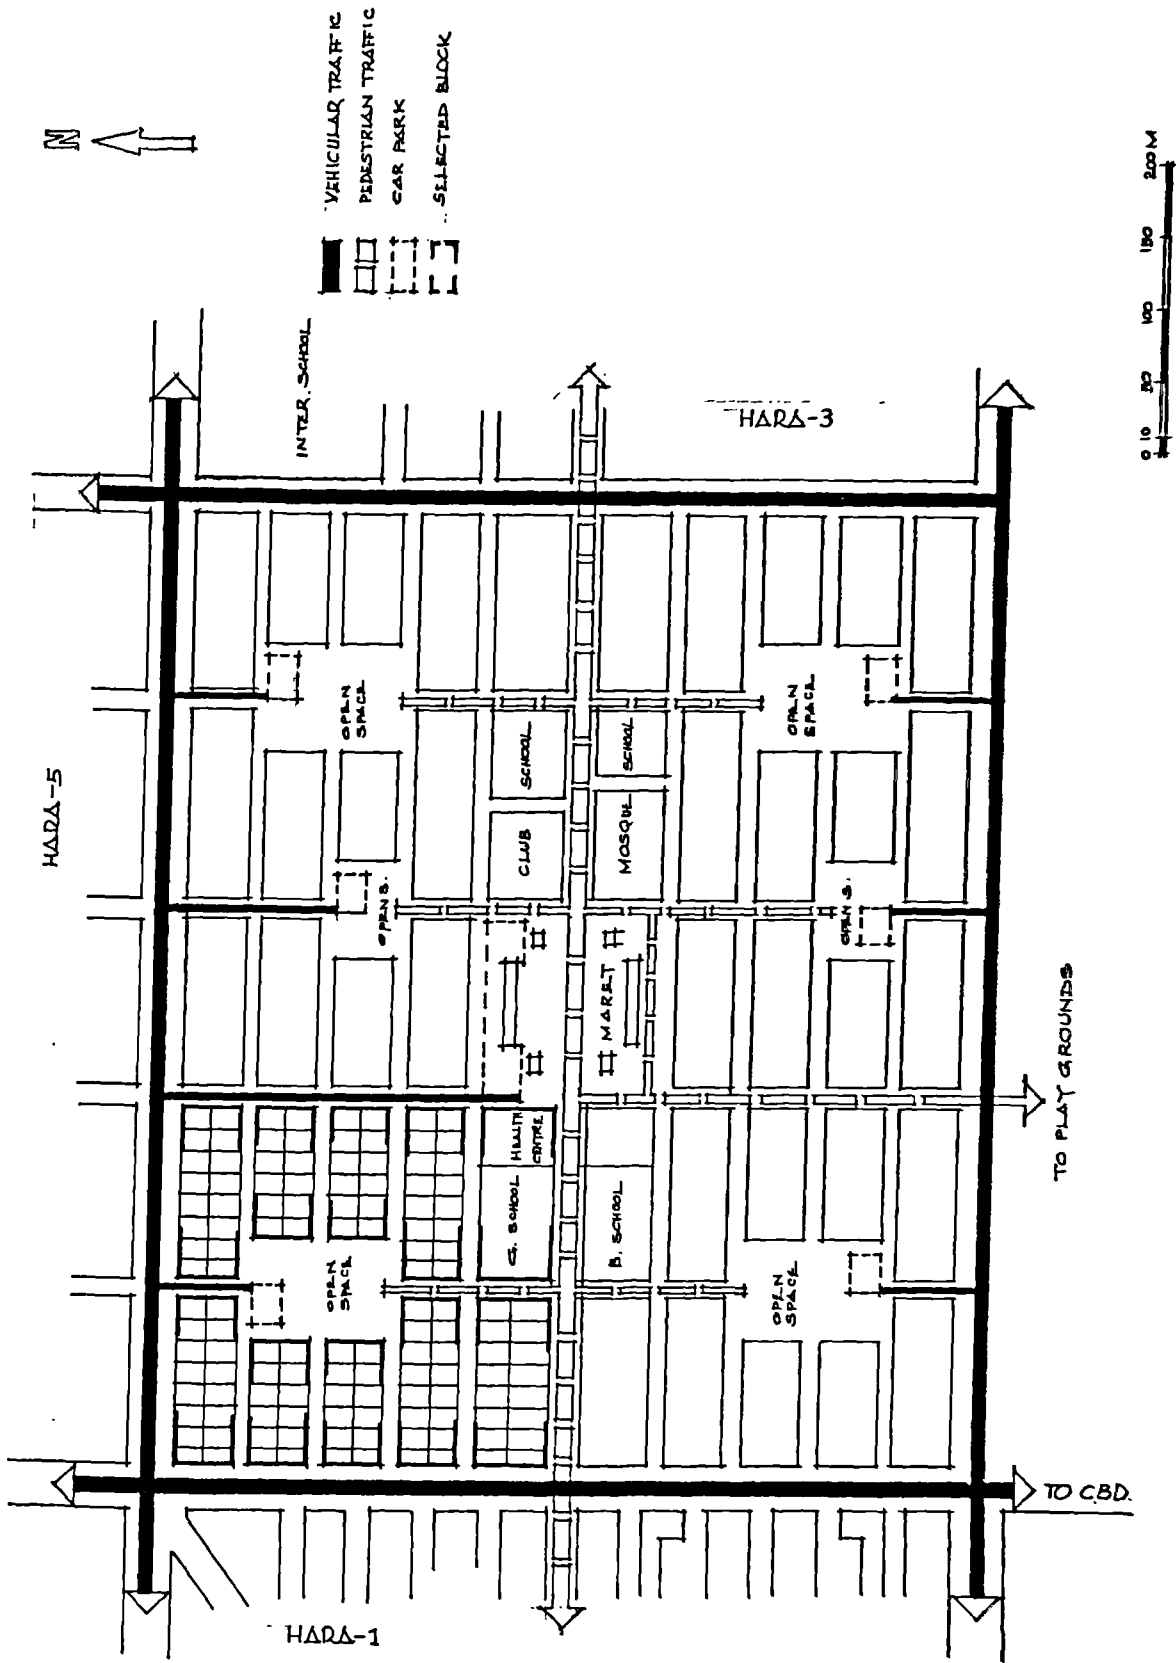 N
VEHICULAR TRAFFIC
PEDESTRIAN TRAFFIC
CAR PARK
SELECTED BLOCK
INTER. SCHOOL
HARA-5
HARA-3
HARA-1
OPEN
SPACE
OPEN S.
OPEN
SPACE
SCHOOL
CLUB
SCHOOL
MOSQUE
MARET
HEALTH
CENTRE
G. SCHOOL
B. SCHOOL
OPEN
SPACE
OPEN S.
OPEN
SPACE
TO PLAY GROUNDS
TO C.B.D.
0 10 50 100 150 200 M